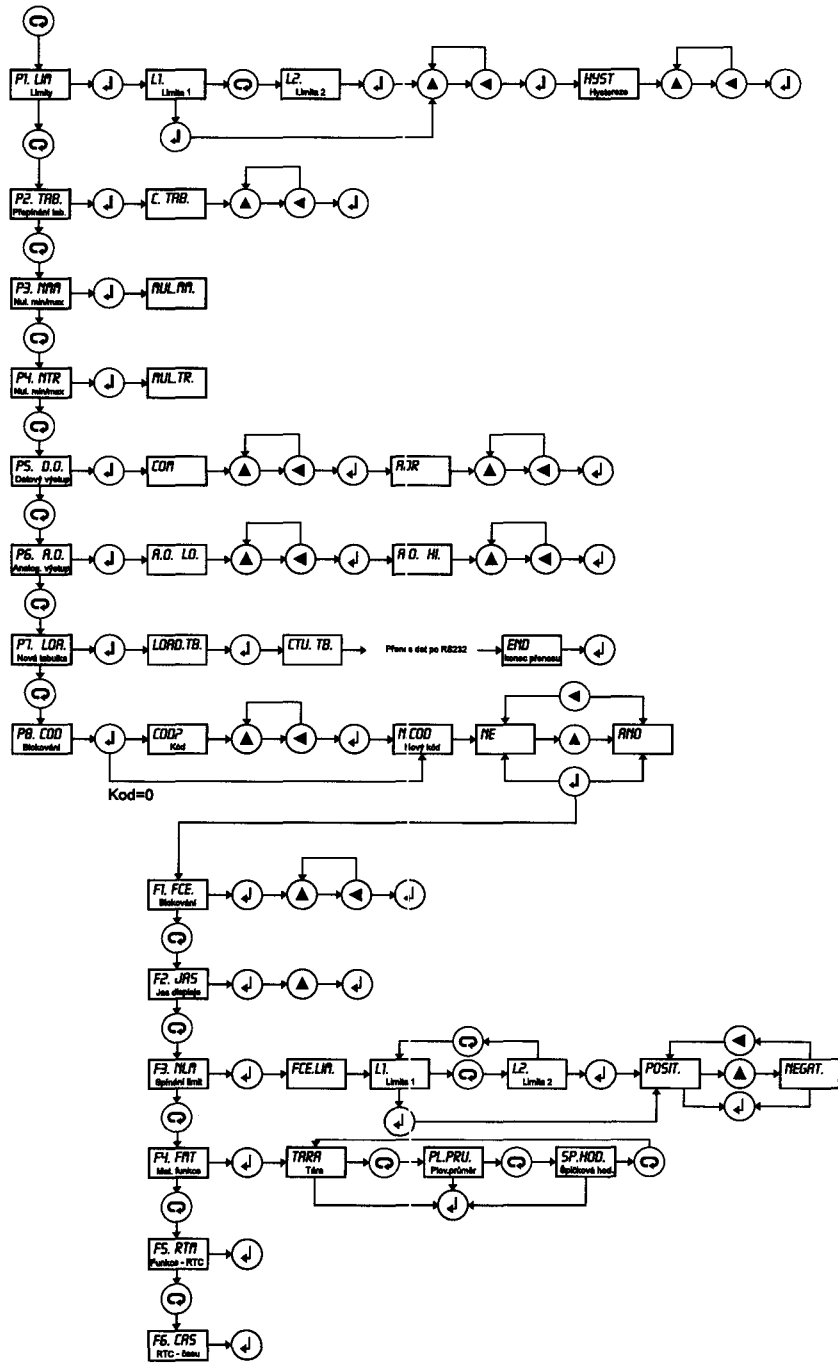 P1. LIM
Limity
L1.
Limita 1
L2.
Limita 2
HYST
Hystereze
P2. TAB.
Přepínání tab.
C. TAB.
P3. NMM
Nul. min/max
NUL.MM.
P4. NTR
Nul. min/max
NUL.TR.
P5. D.O.
Datový výstup
COM
ADR
P6. A.O.
Analog. výstup
A.O. LO.
A O. HI.
P7. LOA.
Nová tabulka
LOAD.TB.
CTU. TB.
dat po RS232
END
konec přenosu
P8. COD
Blokování
COD?
Kód
N.COD
Nový kód
NE
ANO
Kod=0
F1. FCE.
Blokování
F2. JAS
Jas displeje
F3. NLM
Spínání limit
FCE.LIM.
L1.
Limita 1
L2.
Limita 2
POSIT.
NEGAT.
F4. FMT
Mat. funkce
TARA
Tára
PL.PRU.
Plov.průměr
SP.HOD.
Špičková hod.
F5. RTM
Funkce - RTC
F6. CAS
RTC - času